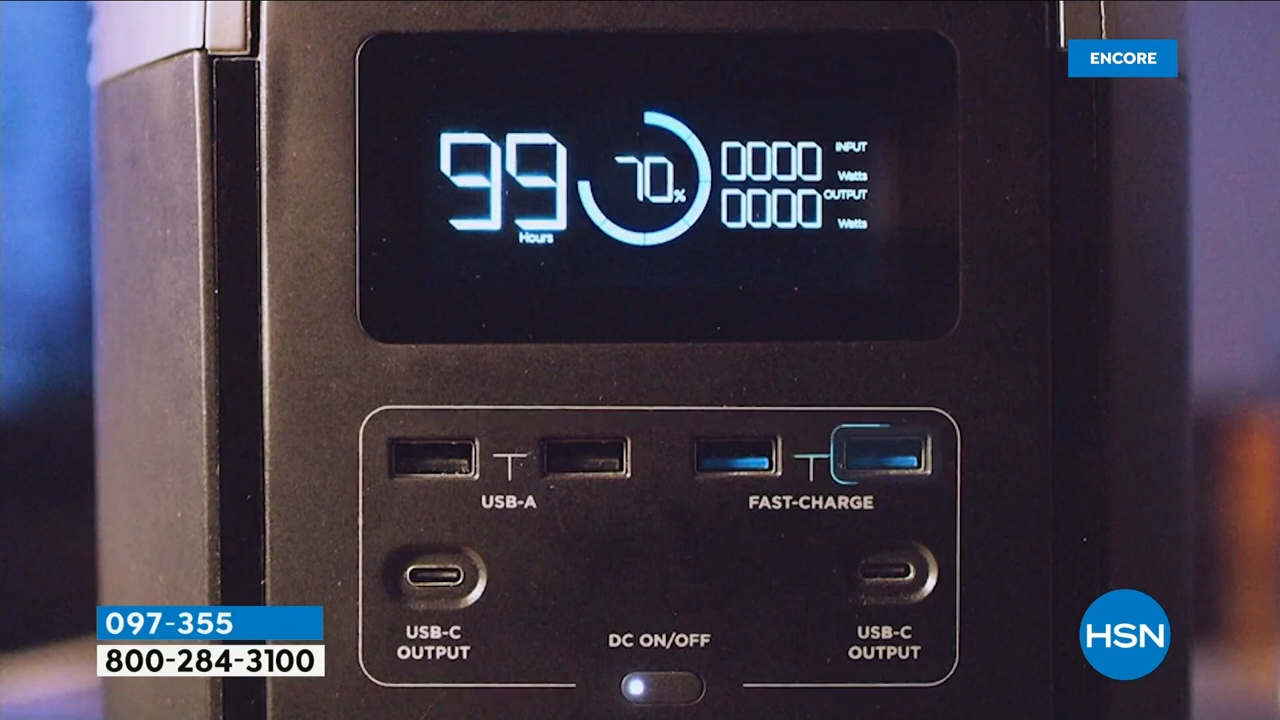 ENCORE
99
Hours
70%
0000 INPUT
Watts
0000 OUTPUT
Watts
USB-A
FAST-CHARGE
USB-C
OUTPUT
DC ON/OFF
USB-C
OUTPUT
097-355
800-284-3100
HSN